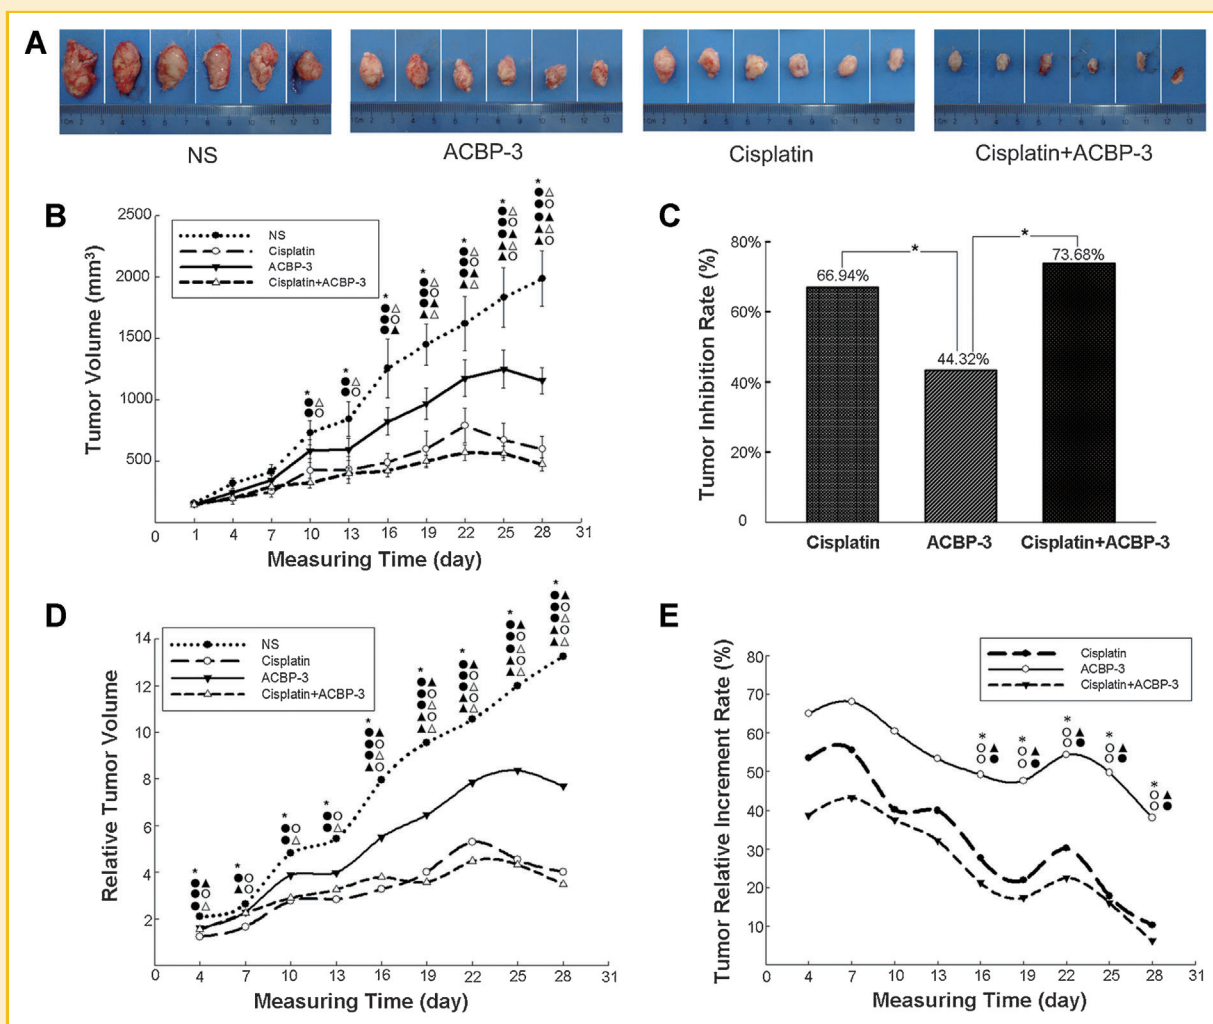 A
NS
ACBP-3
Cisplatin
Cisplatin+ACBP-3
B
Tumor Volume (mm³)
2500
2000
1500
1000
500
0 1 4 7 10 13 16 19 22 25 28 31
Measuring Time (day)
NS
Cisplatin
ACBP-3
Cisplatin+ACBP-3
C
Tumor Inhibition Rate (%)
80%
60%
40%
20%
0
66.94%
44.32%
73.68%
*
*
Cisplatin ACBP-3 Cisplatin+ACBP-3
D
Relative Tumor Volume
14
12
10
8
6
4
2
0 4 7 10 13 16 19 22 25 28 31
Measuring Time (day)
NS
Cisplatin
ACBP-3
Cisplatin+ACBP-3
E
Tumor Relative Increment Rate (%)
80
70
60
50
40
30
20
10
0 4 7 10 13 16 19 22 25 28 31
Measuring Time (day)
Cisplatin
ACBP-3
Cisplatin+ACBP-3